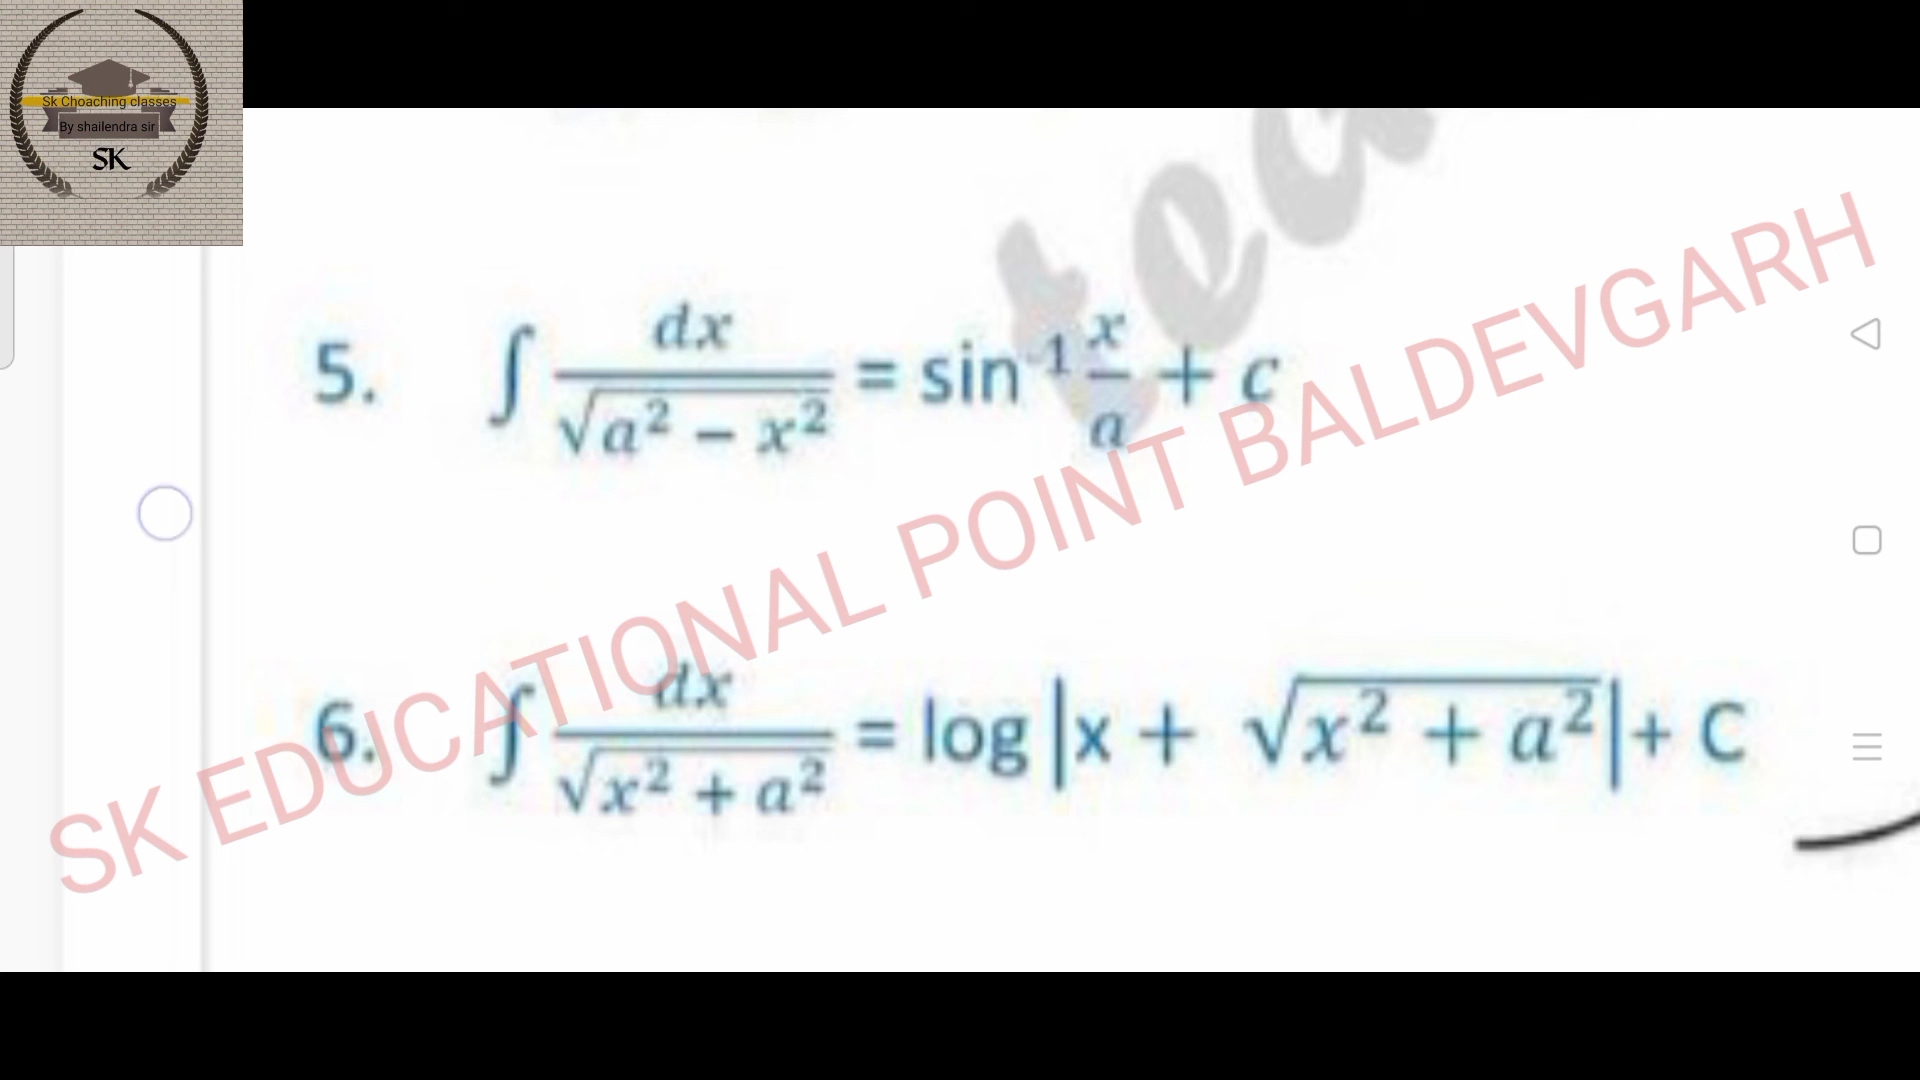 Sk Choaching classes
By shailendra sir
SK
tea
5. ∫ dx / √(a² − x²) = sin⁻¹ x/a + c
6. ∫ dx / √(x² + a²) = log |x + √(x² + a²)| + C
SK EDUCATIONAL POINT BALDEVGARH